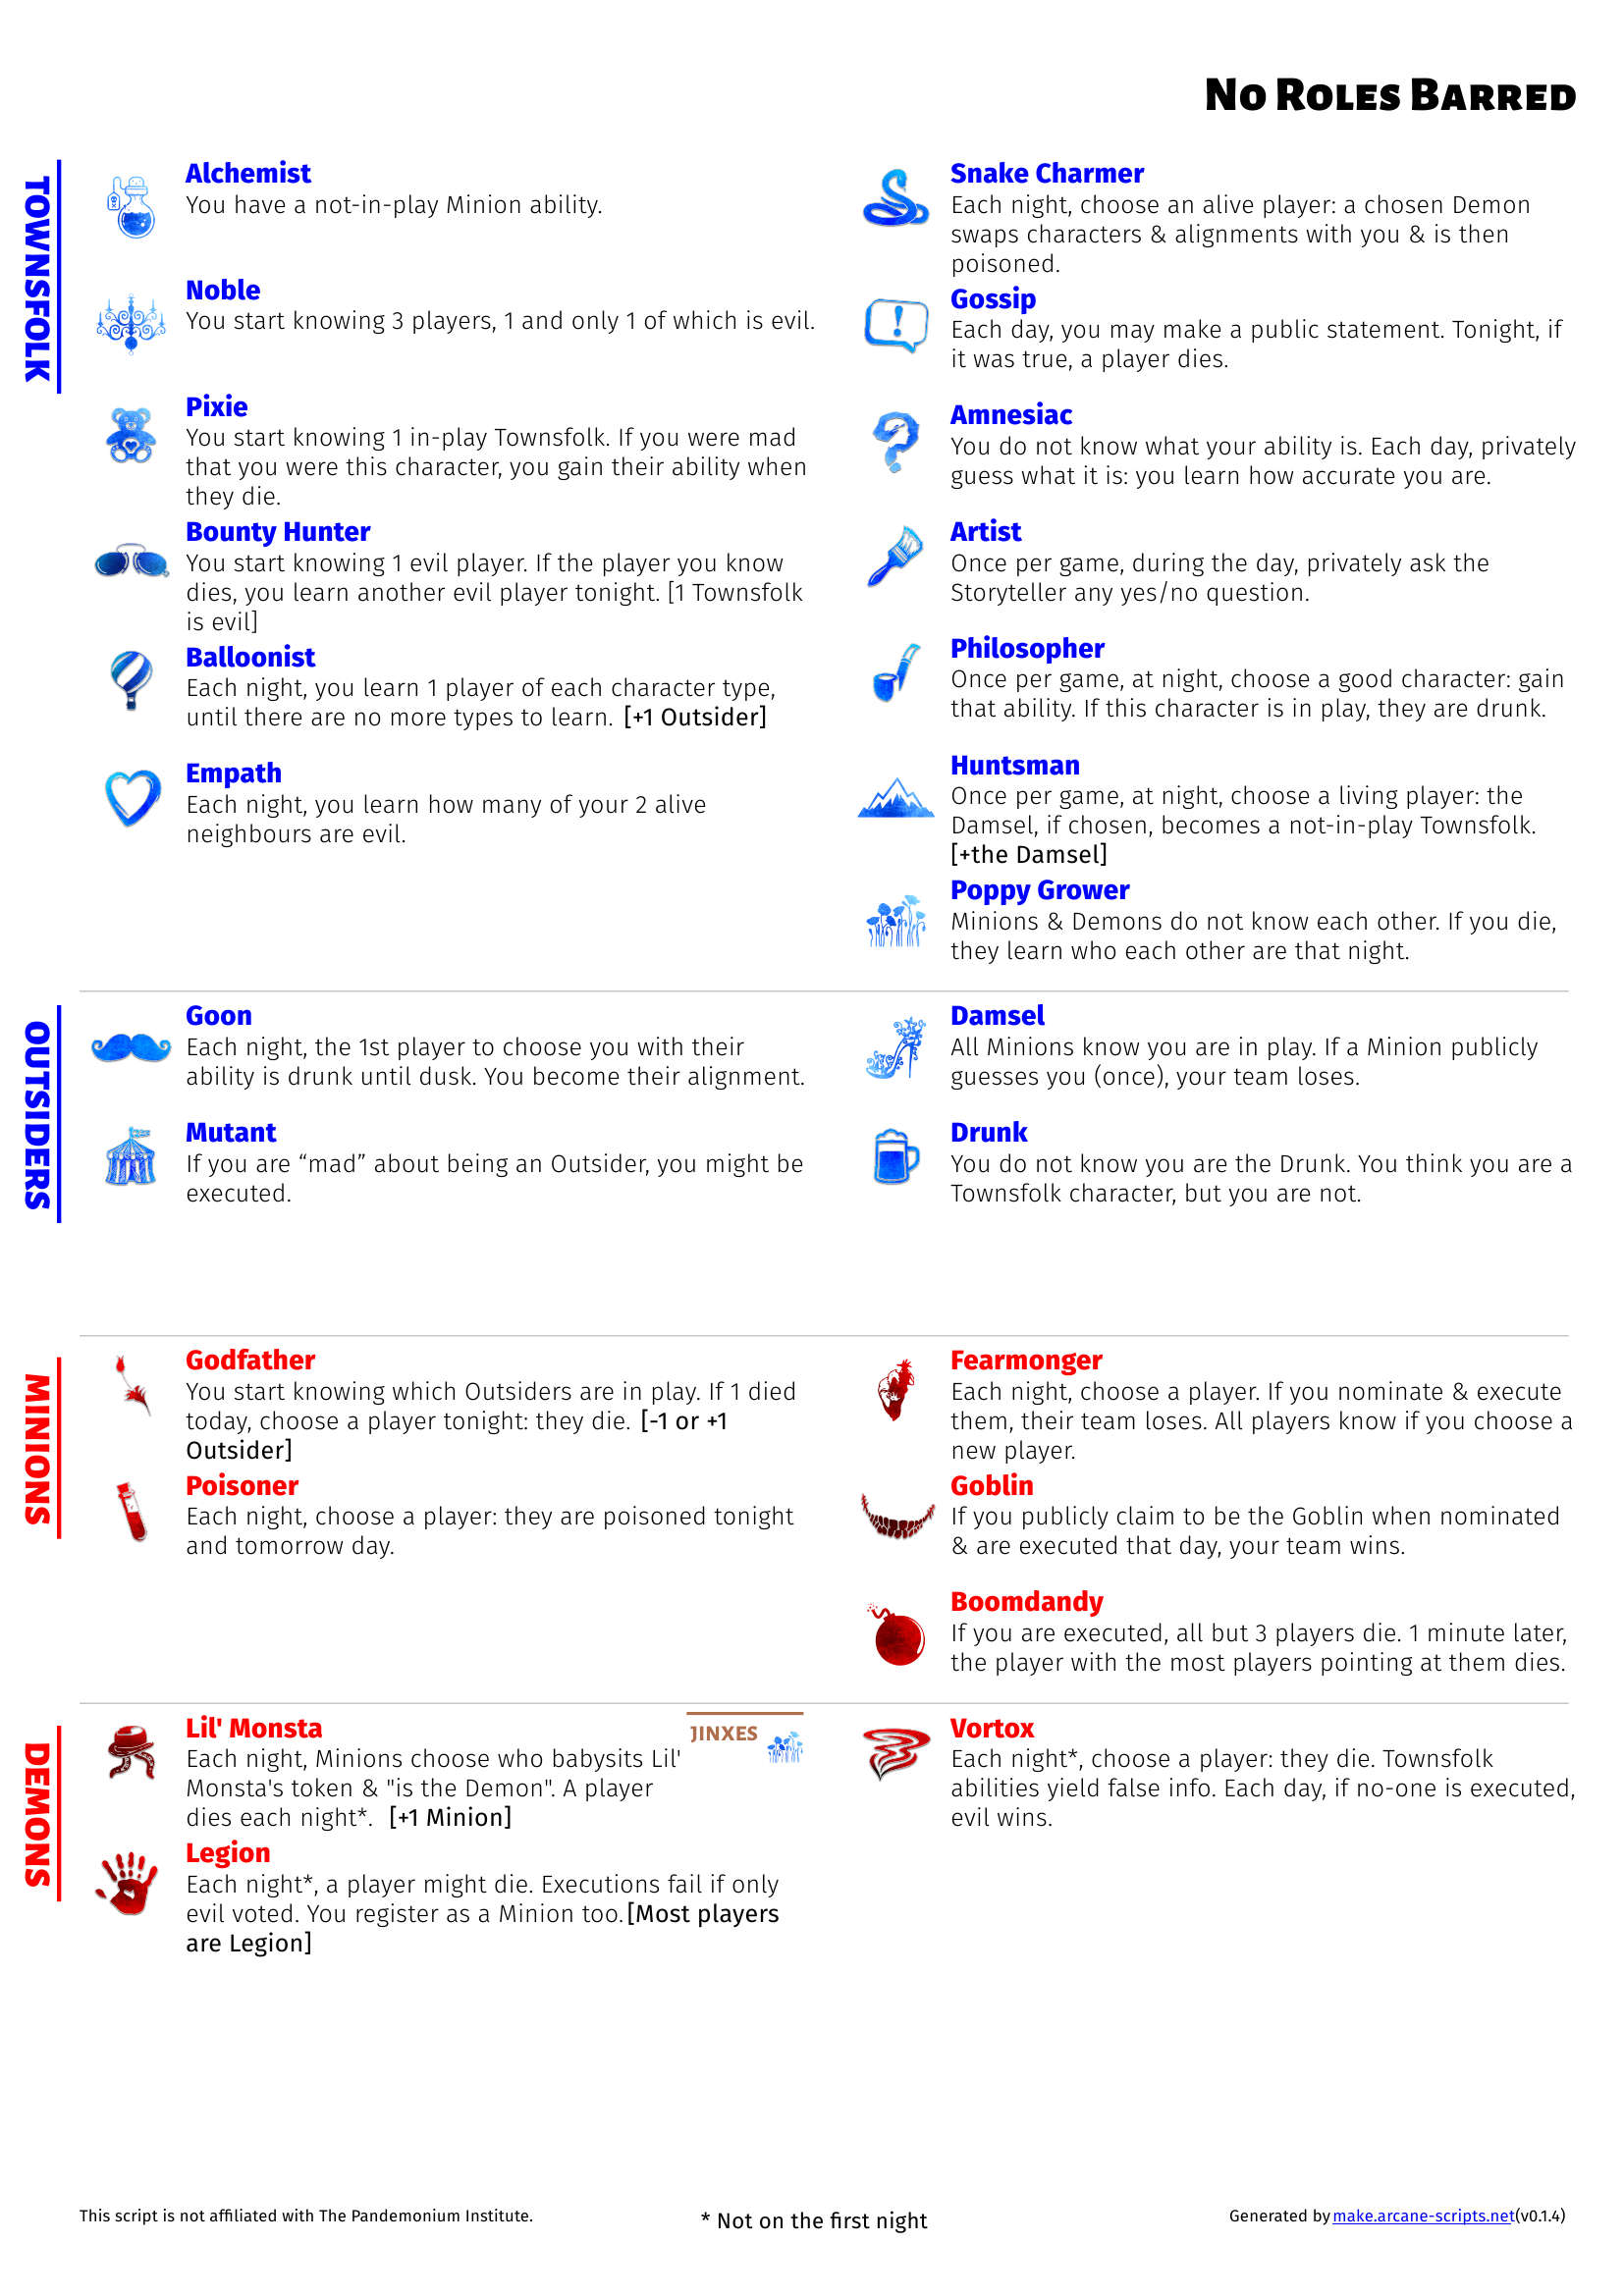 No Roles Barred
TOWNSFOLK
Alchemist
You have a not-in-play Minion ability.
Noble
You start knowing 3 players, 1 and only 1 of which is evil.
Pixie
You start knowing 1 in-play Townsfolk. If you were mad
that you were this character, you gain their ability when
they die.
Bounty Hunter
You start knowing 1 evil player. If the player you know
dies, you learn another evil player tonight. [1 Townsfolk
is evil]
Balloonist
Each night, you learn 1 player of each character type,
until there are no more types to learn. [+1 Outsider]
Empath
Each night, you learn how many of your 2 alive
neighbours are evil.
Snake Charmer
Each night, choose an alive player: a chosen Demon
swaps characters & alignments with you & is then
poisoned.
Gossip
Each day, you may make a public statement. Tonight, if
it was true, a player dies.
Amnesiac
You do not know what your ability is. Each day, privately
guess what it is: you learn how accurate you are.
Artist
Once per game, during the day, privately ask the
Storyteller any yes/no question.
Philosopher
Once per game, at night, choose a good character: gain
that ability. If this character is in play, they are drunk.
Huntsman
Once per game, at night, choose a living player: the
Damsel, if chosen, becomes a not-in-play Townsfolk.
[+the Damsel]
Poppy Grower
Minions & Demons do not know each other. If you die,
they learn who each other are that night.
OUTSIDERS
Goon
Each night, the 1st player to choose you with their
ability is drunk until dusk. You become their alignment.
Mutant
If you are “mad” about being an Outsider, you might be
executed.
Damsel
All Minions know you are in play. If a Minion publicly
guesses you (once), your team loses.
Drunk
You do not know you are the Drunk. You think you are a
Townsfolk character, but you are not.
MINIONS
Godfather
You start knowing which Outsiders are in play. If 1 died
today, choose a player tonight: they die. [-1 or +1
Outsider]
Poisoner
Each night, choose a player: they are poisoned tonight
and tomorrow day.
Fearmonger
Each night, choose a player. If you nominate & execute
them, their team loses. All players know if you choose a
new player.
Goblin
If you publicly claim to be the Goblin when nominated
& are executed that day, your team wins.
Boomdandy
If you are executed, all but 3 players die. 1 minute later,
the player with the most players pointing at them dies.
DEMONS
Lil' Monsta
JINXES
Each night, Minions choose who babysits Lil'
Monsta's token & "is the Demon". A player
dies each night*. [+1 Minion]
Legion
Each night*, a player might die. Executions fail if only
evil voted. You register as a Minion too.[Most players
are Legion]
Vortox
Each night*, choose a player: they die. Townsfolk
abilities yield false info. Each day, if no-one is executed,
evil wins.
This script is not affiliated with The Pandemonium Institute.
* Not on the first night
Generated by make.arcane-scripts.net(v0.1.4)